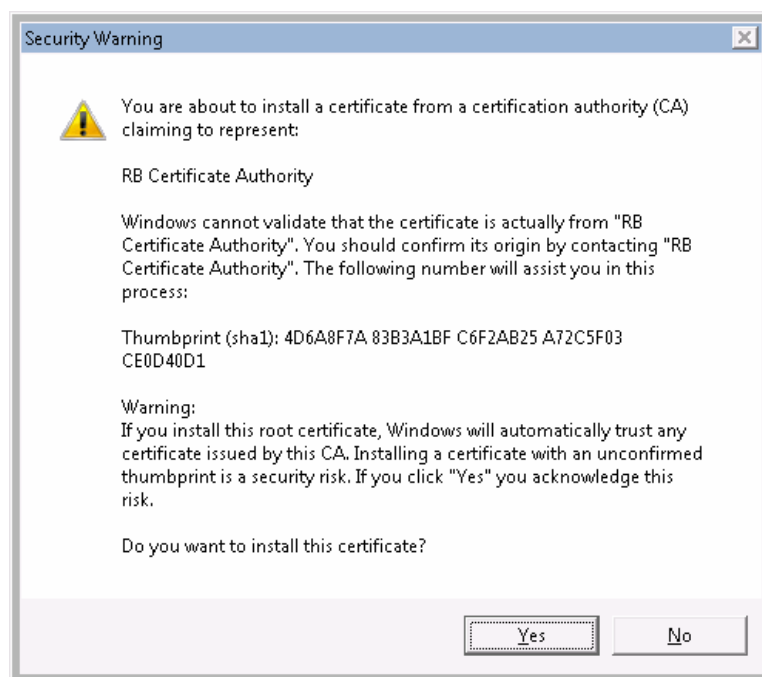 Security Warning
You are about to install a certificate from a certification authority (CA)
claiming to represent:
RB Certificate Authority
Windows cannot validate that the certificate is actually from "RB
Certificate Authority". You should confirm its origin by contacting "RB
Certificate Authority". The following number will assist you in this
process:
Thumbprint (sha1): 4D6A8F7A 83B3A1BF C6F2AB25 A72C5F03
CE0D40D1
Warning:
If you install this root certificate, Windows will automatically trust any
certificate issued by this CA. Installing a certificate with an unconfirmed
thumbprint is a security risk. If you click "Yes" you acknowledge this
risk.
Do you want to install this certificate?
Yes
No